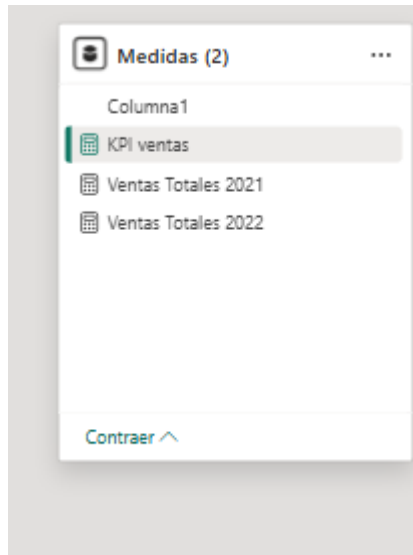 Medidas (2)
Columna1
KPI ventas
Ventas Totales 2021
Ventas Totales 2022
Contraer